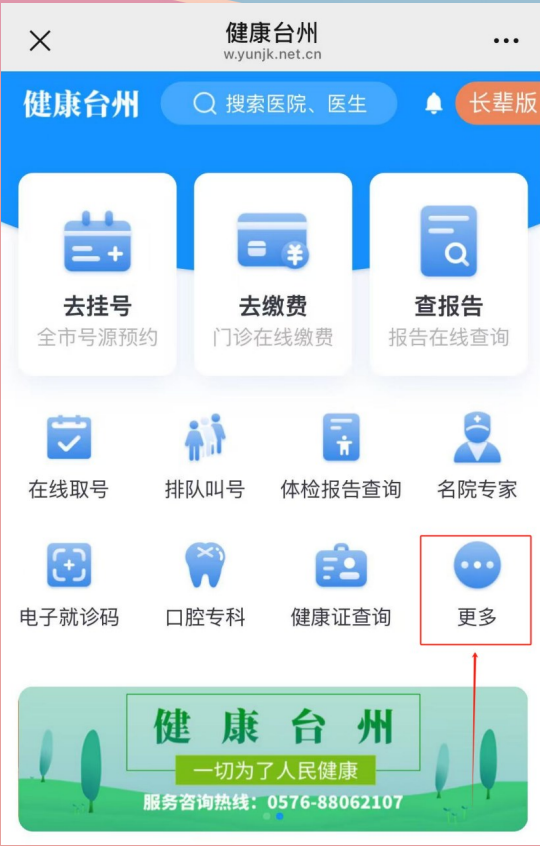 健康台州
w.yunjk.net.cn
健康台州
搜索医院、医生
长辈版
去挂号
去缴费
查报告
全市号源预约
门诊在线缴费
报告在线查询
在线取号
排队叫号
体检报告查询
名院专家
电子就诊码
口腔专科
健康证查询
更多
健康台州
一切为了人民健康
服务咨询热线：0576-88062107